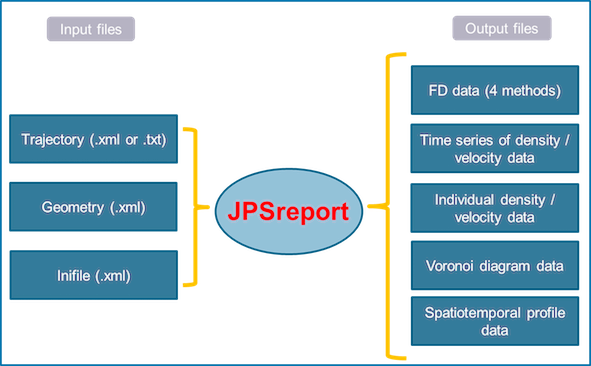 Input files
Output files
Trajectory (.xml or .txt)
Geometry (.xml)
Inifile (.xml)
JPSreport
FD data (4 methods)
Time series of density /
velocity data
Individual density /
velocity data
Voronoi diagram data
Spatiotemporal profile
data